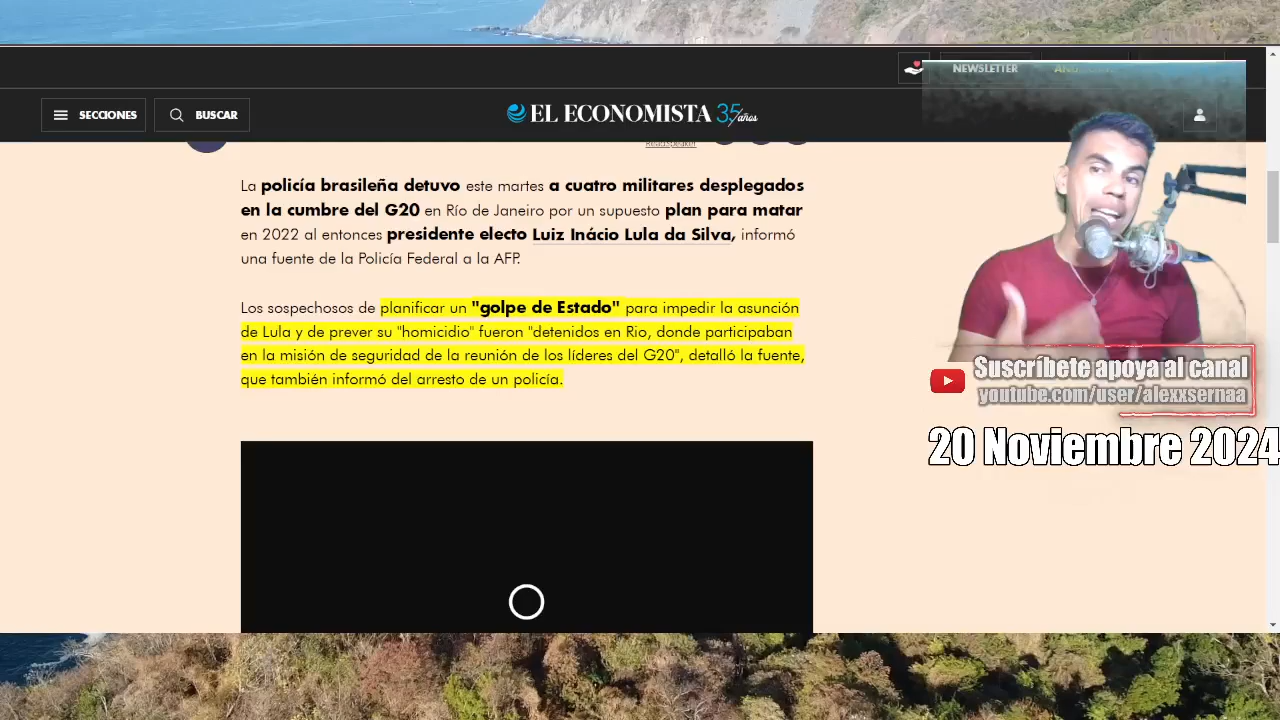 NEWSLETTER
SECCIONES
BUSCAR
EL ECONOMISTA 35 años
ReadSpeaker
La policía brasileña detuvo este martes a cuatro militares desplegados
en la cumbre del G20 en Río de Janeiro por un supuesto plan para matar
en 2022 al entonces presidente electo Luiz Inácio Lula da Silva, informó
una fuente de la Policía Federal a la AFP.
Los sospechosos de planificar un "golpe de Estado" para impedir la asunción
de Lula y de prever su "homicidio" fueron "detenidos en Rio, donde participaban
en la misión de seguridad de la reunión de los líderes del G20", detalló la fuente,
que también informó del arresto de un policía.
Suscríbete apoya al canal
youtube.com/user/alexxsernaa
20 Noviembre 2024